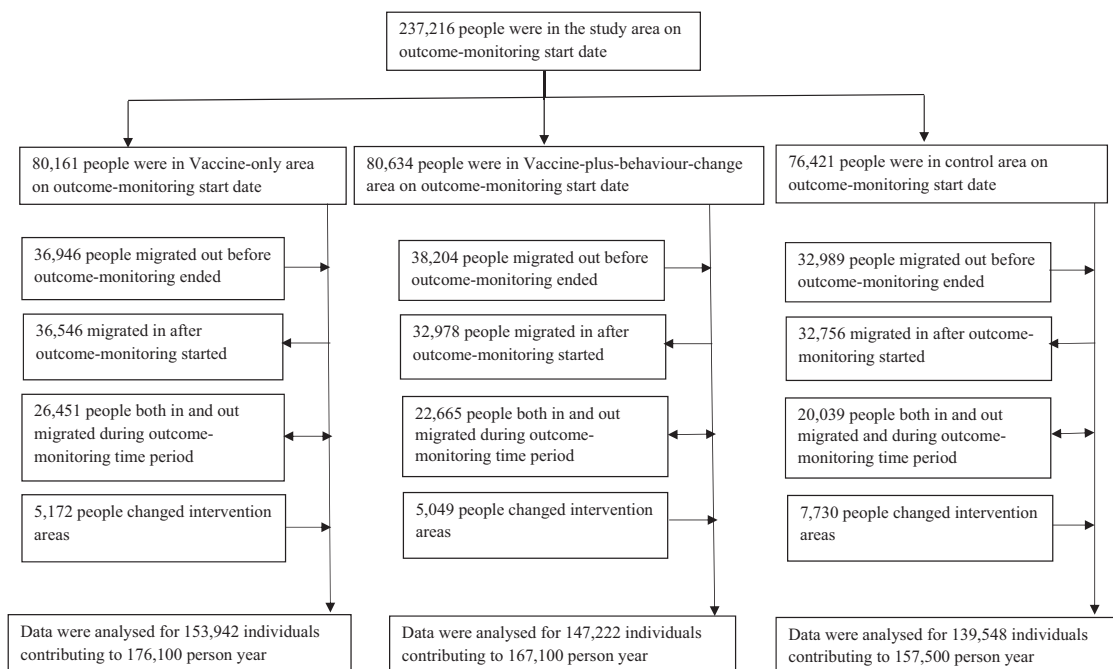 237,216 people were in the study area on
outcome-monitoring start date
80,161 people were in Vaccine-only area
on outcome-monitoring start date
80,634 people were in Vaccine-plus-behaviour-change
area on outcome-monitoring start date
76,421 people were in control area on
outcome-monitoring start date
36,946 people migrated out before
outcome-monitoring ended
38,204 people migrated out before
outcome-monitoring ended
32,989 people migrated out before
outcome-monitoring ended
36,546 migrated in after
outcome-monitoring started
32,978 people migrated in after
outcome-monitoring started
32,756 migrated in after outcome-
monitoring started
26,451 people both in and out
migrated during outcome-
monitoring time period
22,665 people both in and out
migrated during outcome-
monitoring time period
20,039 people both in and out
migrated and during outcome-
monitoring time period
5,172 people changed intervention
areas
5,049 people changed intervention
areas
7,730 people changed intervention
areas
Data were analysed for 153,942 individuals
contributing to 176,100 person year
Data were analysed for 147,222 individuals
contributing to 167,100 person year
Data were analysed for 139,548 individuals
contributing to 157,500 person year